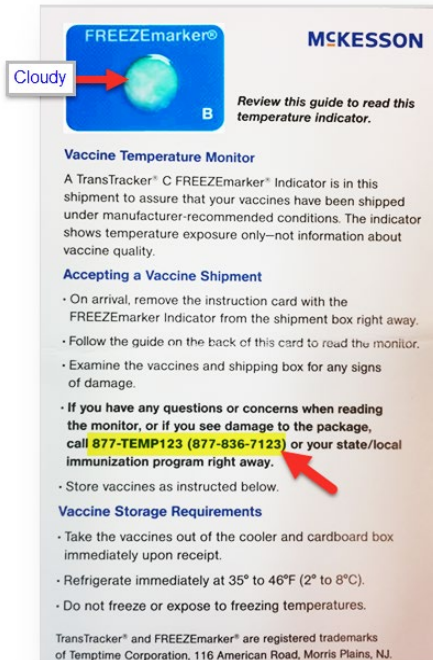 FREEZEmarker®
MCKESSON
Cloudy
B
Review this guide to read this
temperature indicator.
Vaccine Temperature Monitor
A TransTracker® C FREEZEmarker® Indicator is in this
shipment to assure that your vaccines have been shipped
under manufacturer-recommended conditions. The indicator
shows temperature exposure only—not information about
vaccine quality.
Accepting a Vaccine Shipment
· On arrival, remove the instruction card with the
FREEZEmarker Indicator from the shipment box right away.
· Follow the guide on the back of this card to read the monitor.
· Examine the vaccines and shipping box for any signs
of damage.
· If you have any questions or concerns when reading
the monitor, or if you see damage to the package,
call 877-TEMP123 (877-836-7123) or your state/local
immunization program right away.
· Store vaccines as instructed below.
Vaccine Storage Requirements
· Take the vaccines out of the cooler and cardboard box
immediately upon receipt.
· Refrigerate immediately at 35° to 46°F (2° to 8°C).
· Do not freeze or expose to freezing temperatures.
TransTracker® and FREEZEmarker® are registered trademarks
of Temptime Corporation, 116 American Road, Morris Plains, NJ.